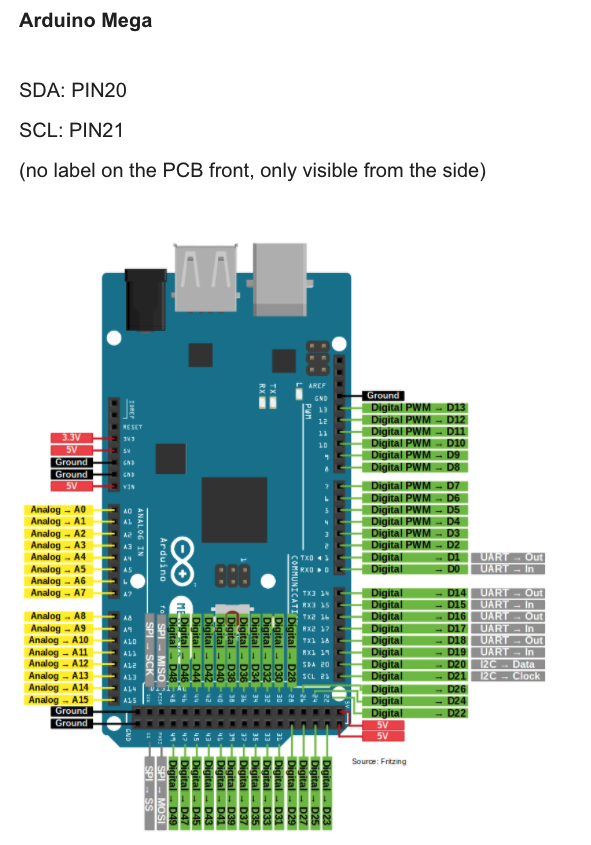 Arduino Mega
SDA: PIN20
SCL: PIN21
(no label on the PCB front, only visible from the side)
AREF
GND
Ground
RX
TX
L
PWM
13
Digital PWM → D13
12
Digital PWM → D12
11
Digital PWM → D11
10
Digital PWM → D10
9
Digital PWM → D9
8
Digital PWM → D8
IOREF
RESET
3.3V
3V3
5V
5V
Ground
GND
Ground
GND
5V
VIN
7
Digital PWM → D7
6
Digital PWM → D6
5
Digital PWM → D5
4
Digital PWM → D4
3
Digital PWM → D3
2
Digital PWM → D2
TX0 1
Digital → D1
UART → Out
RX0 0
Digital → D0
UART → In
ANALOG IN
Arduino
COMMUNICATI
1
Analog → A0
A0
Analog → A1
A1
Analog → A2
A2
Analog → A3
A3
Analog → A4
A4
Analog → A5
A5
Analog → A6
Analog → A7
A7
TX3 14
Digital → D14
UART → Out
RX3 15
Digital → D15
UART → In
TX2 16
Digital → D16
UART → Out
RX2 17
Digital → D17
UART → In
TX1 18
Digital → D18
UART → Out
RX1 19
Digital → D19
UART → In
SDA 20
Digital → D20
I2C → Data
SCL 21
Digital → D21
I2C → Clock
Digital → D26
Digital → D24
Digital → D22
5V
5V
Analog → A8
A8
Analog → A9
A9
Analog → A10
A10
Analog → A11
A11
Analog → A12
A12
Analog → A13
A13
Analog → A14
A14
Analog → A15
A15
Ground
Ground
GND
SPI → SCK
SPI → MISO
Digital → D48
Digital → D46
Digital → D44
Digital → D42
Digital → D40
Digital → D38
Digital → D36
Digital → D34
Digital → D32
Digital → D30
Digital → D28
SPI → SS
SPI → MOSI
Digital → D49
Digital → D47
Digital → D45
Digital → D43
Digital → D41
Digital → D39
Digital → D37
Digital → D35
Digital → D33
Digital → D31
Digital → D29
Digital → D27
Digital → D25
Digital → D23
Source: Fritzing